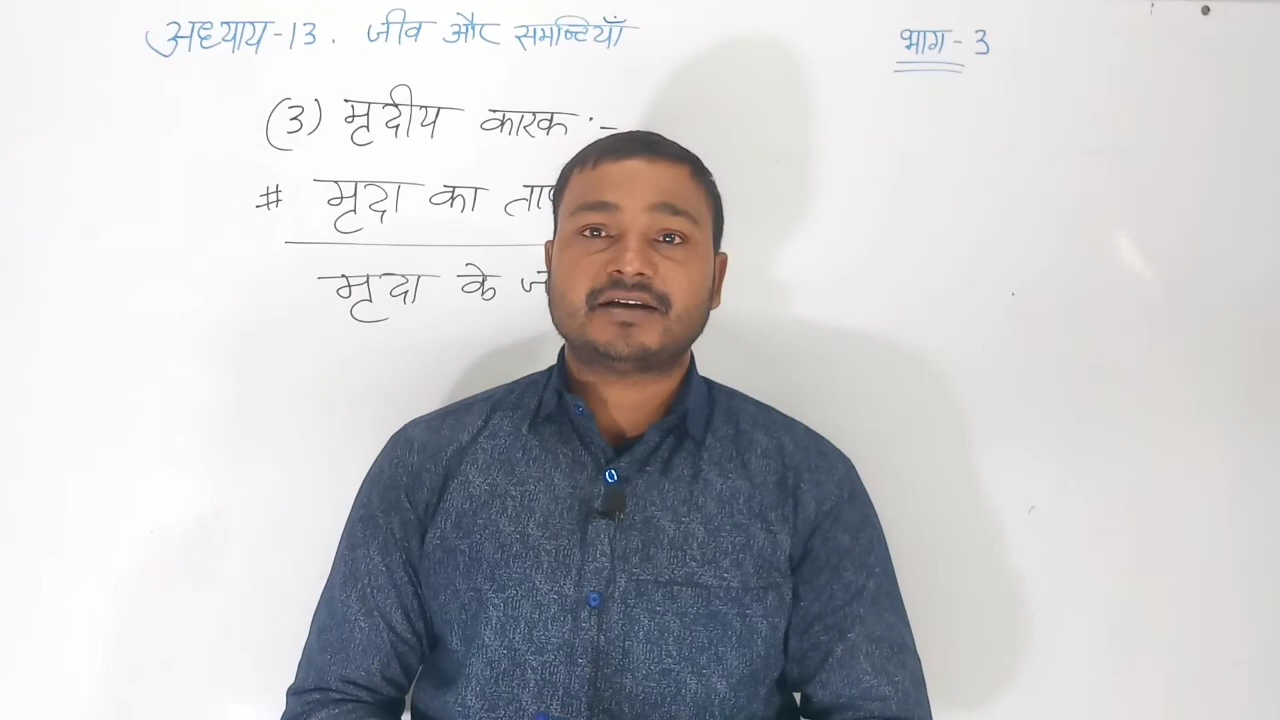 अध्याय-13. जीव और समष्टियाँ
भाग-3
(3) मृदीय कारक :-
# मृदा का
मृदा के